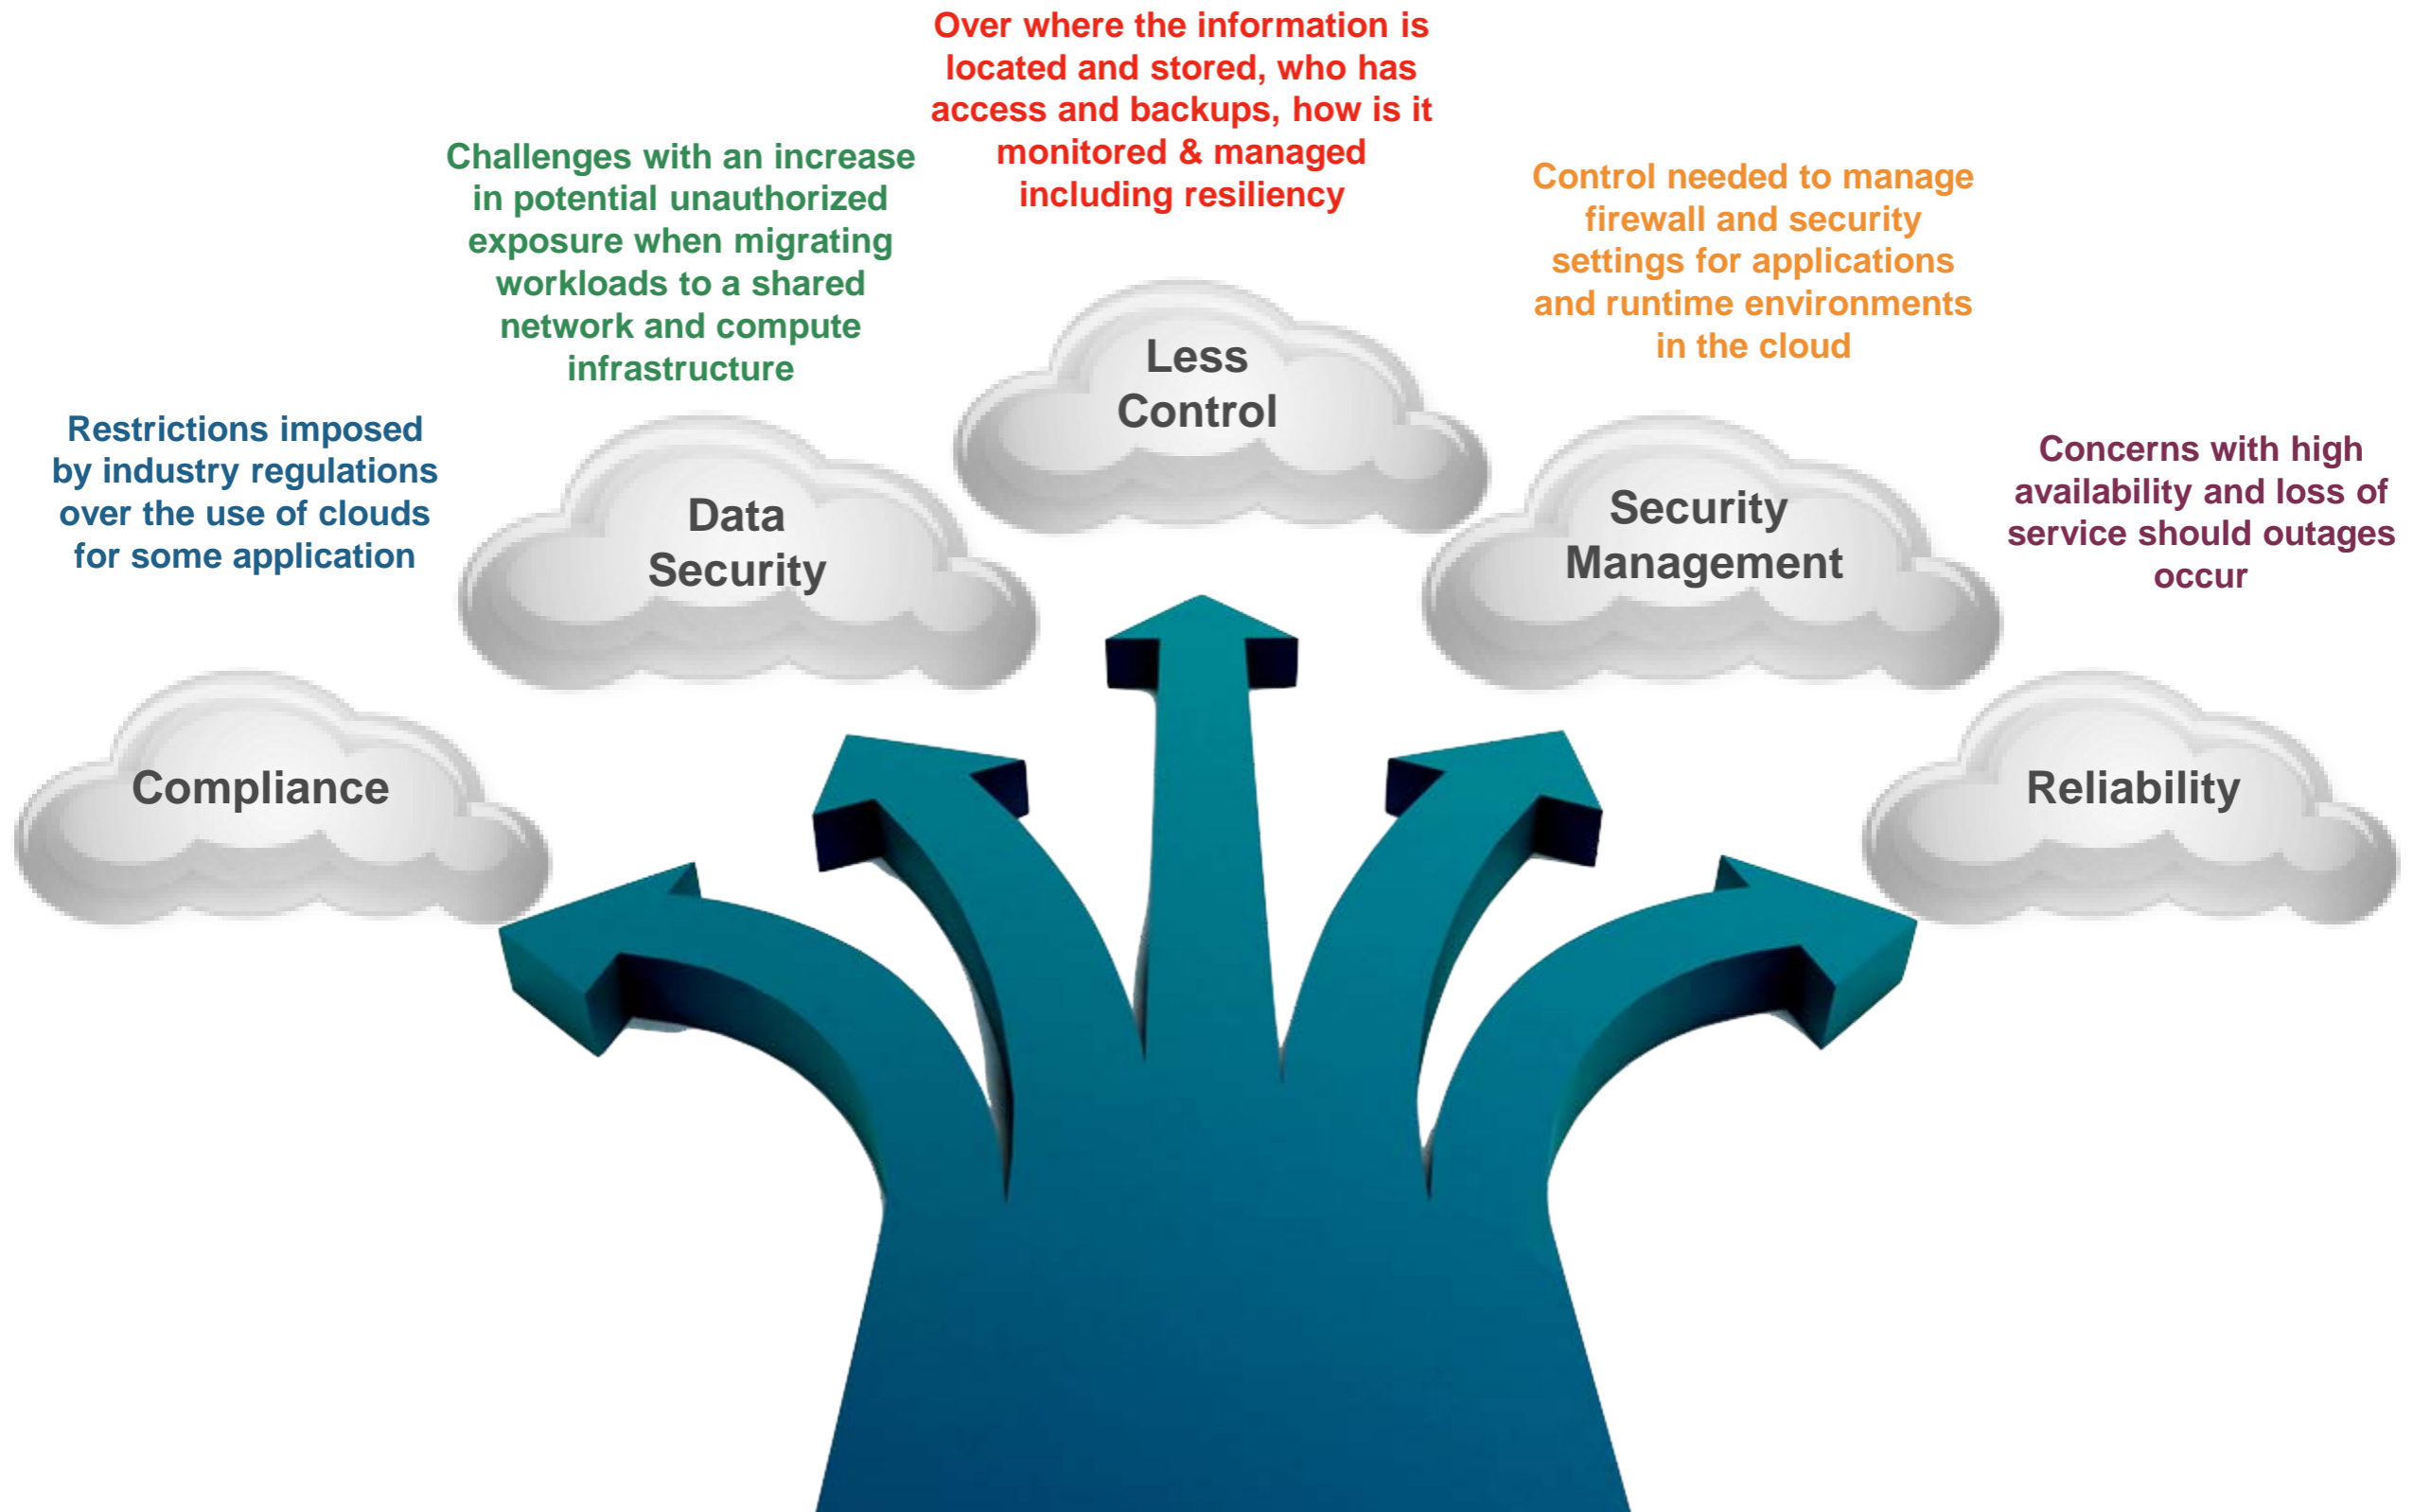 Over where the information is
located and stored, who has
access and backups, how is it
monitored & managed
including resiliency
Challenges with an increase
in potential unauthorized
exposure when migrating
workloads to a shared
network and compute
infrastructure
Control needed to manage
firewall and security
settings for applications
and runtime environments
in the cloud
Restrictions imposed
by industry regulations
over the use of clouds
for some application
Concerns with high
availability and loss of
service should outages
occur
Less
Control
Data
Security
Security
Management
Compliance
Reliability